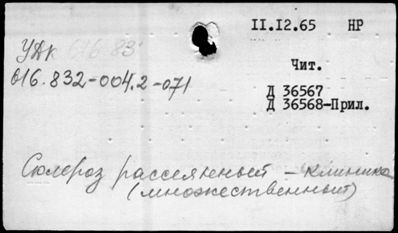 II.I2.65 НР
УДК 616.83
616.832-004.2-071
Чит.
Д 36567
Д 36568-Прил.
Склероз рассеянный - клиника
(множественный)